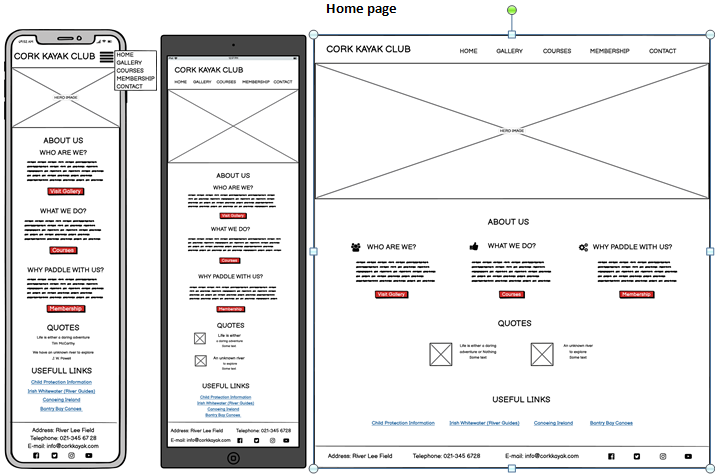 Home page
CORK KAYAK CLUB
HOME
GALLERY
COURSES
MEMBERSHIP
CONTACT
HERO IMAGE
ABOUT US
WHO ARE WE?
Visit Gallery
WHAT WE DO?
Courses
WHY PADDLE WITH US?
Membership
QUOTES
Life is either
a daring adventure
Tim McCarthy
We have an unknown river
to explore
J. W. Powell
USEFULL LINKS
Child Protection Information
Irish Whitewater (River Guides)
Canoeing Ireland
Bantry Bay Canoes
Address: River Lee Field
Telephone: 021-345 67 28
E-mail: info@corkkayak.com
CORK KAYAK CLUB
HOME GALLERY COURSES MEMBERSHIP CONTACT
HERO IMAGE
ABOUT US
WHO ARE WE?
Visit Gallery
WHAT WE DO?
Courses
WHY PADDLE WITH US?
Membership
QUOTES
Life is either
a daring adventure
Some text
An unknown river
to explore
Some text
USEFULL LINKS
Child Protection Information
Irish Whitewater (River Guides)
Canoeing Ireland
Bantry Bay Canoes
Address: River Lee Field
Telephone: 021-345 6728
E-mail: info@corkkayak.com
CORK KAYAK CLUB HOME GALLERY COURSES MEMBERSHIP CONTACT
HERO IMAGE
ABOUT US
WHO ARE WE? WHAT WE DO? WHY PADDLE WITH US?
Visit Gallery Courses Membership
QUOTES
Life is either An unknown river
a daring to explore
adventure or Nothing Some text
Some text
USEFUL LINKS
Child Protection Information Irish Whitewater (River Guides) Canoeing Ireland Bantry Bay Canoes
Address: River Lee Field Telephone: 021-345 6728 E-mail: info@corkkayak.com